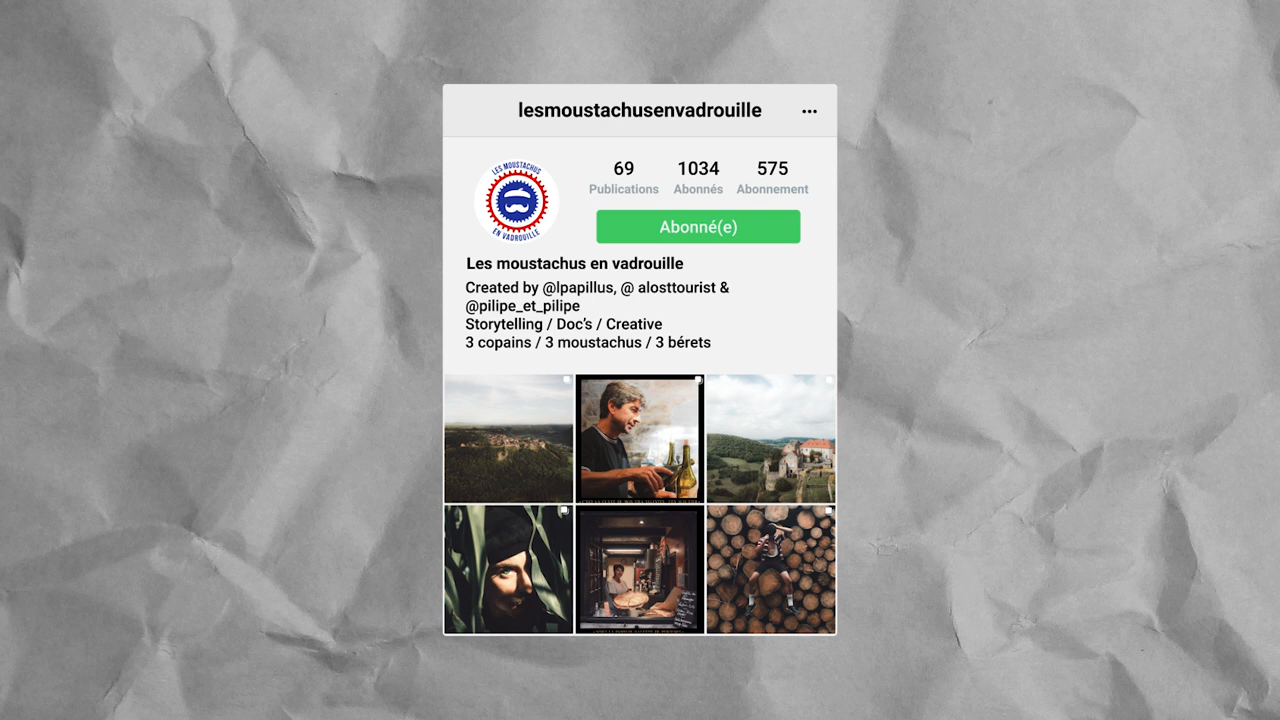 lesmoustachusenvadrouille
LES MOUSTACHUS
EN VADROUILLE
69 1034 575
Publications Abonnés Abonnement
Abonné(e)
Les moustachus en vadrouille
Created by @lpapillus, @ alosttourist &
@pilipe_et_pilipe
Storytelling / Doc's / Creative
3 copains / 3 moustachus / 3 bérets